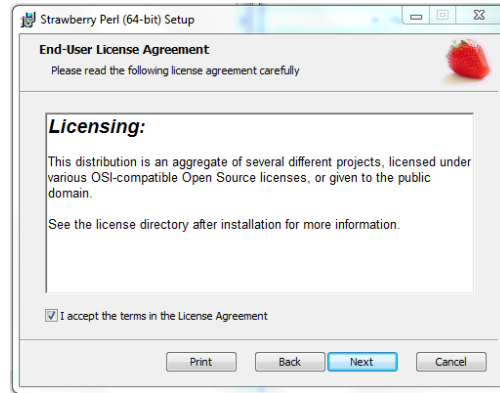 Strawberry Perl (64-bit) Setup
End-User License Agreement
Please read the following license agreement carefully
Licensing:
This distribution is an aggregate of several different projects, licensed under
various OSI-compatible Open Source licenses, or given to the public
domain.
See the license directory after installation for more information.
I accept the terms in the License Agreement
Print Back Next Cancel